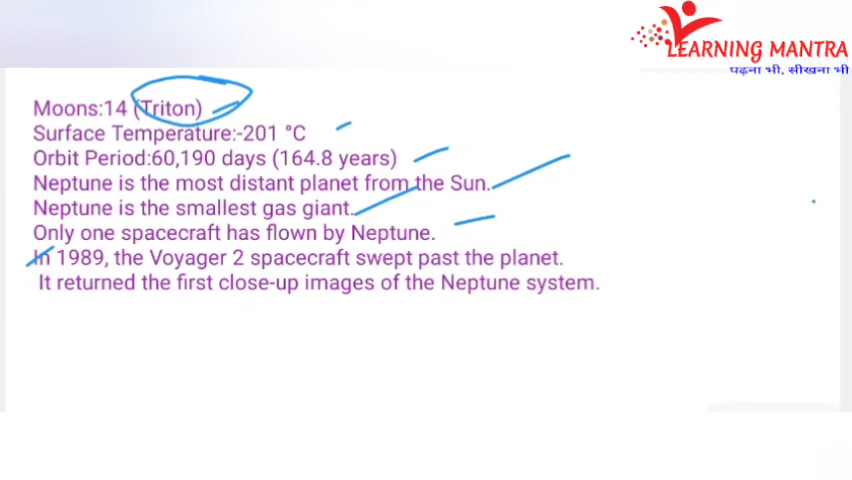 LEARNING MANTRA
पढ़ना भी, सीखना भी
Moons:14 (Triton)
Surface Temperature:-201 °C
Orbit Period:60,190 days (164.8 years)
Neptune is the most distant planet from the Sun.
Neptune is the smallest gas giant.
Only one spacecraft has flown by Neptune.
In 1989, the Voyager 2 spacecraft swept past the planet.
It returned the first close-up images of the Neptune system.